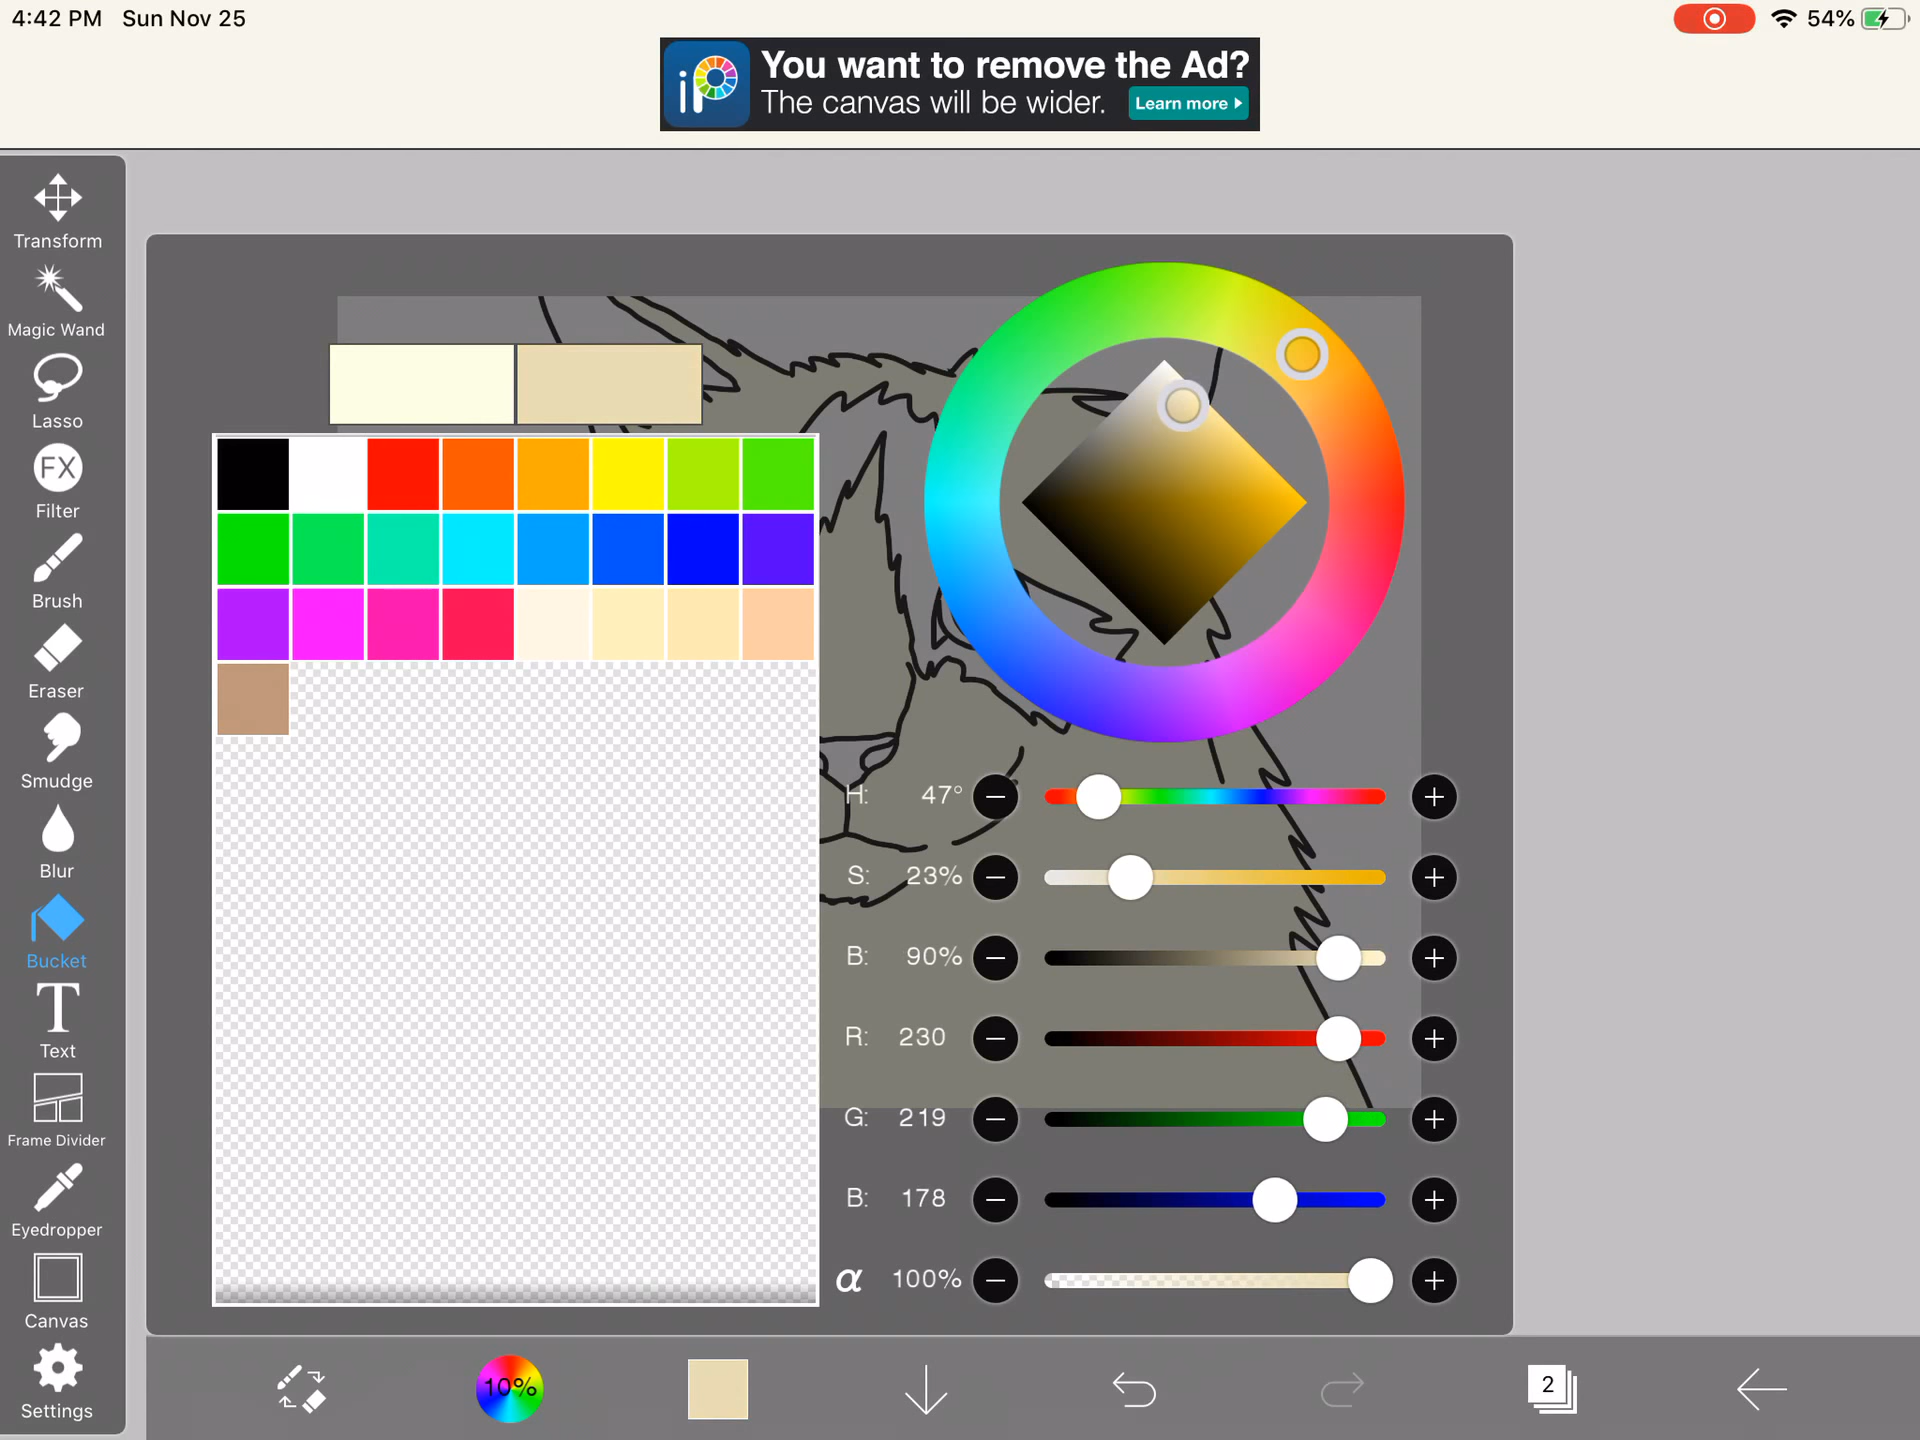 4:42 PM Sun Nov 25
54%
iP
You want to remove the Ad?
The canvas will be wider.
Learn more
Transform
Magic Wand
Lasso
FX
Filter
Brush
Eraser
Smudge
Blur
Bucket
T
Text
Frame Divider
Eyedropper
Canvas
Settings
H: 47°
S: 23%
B: 90%
R: 230
G: 219
B: 178
α 100%
10%
2